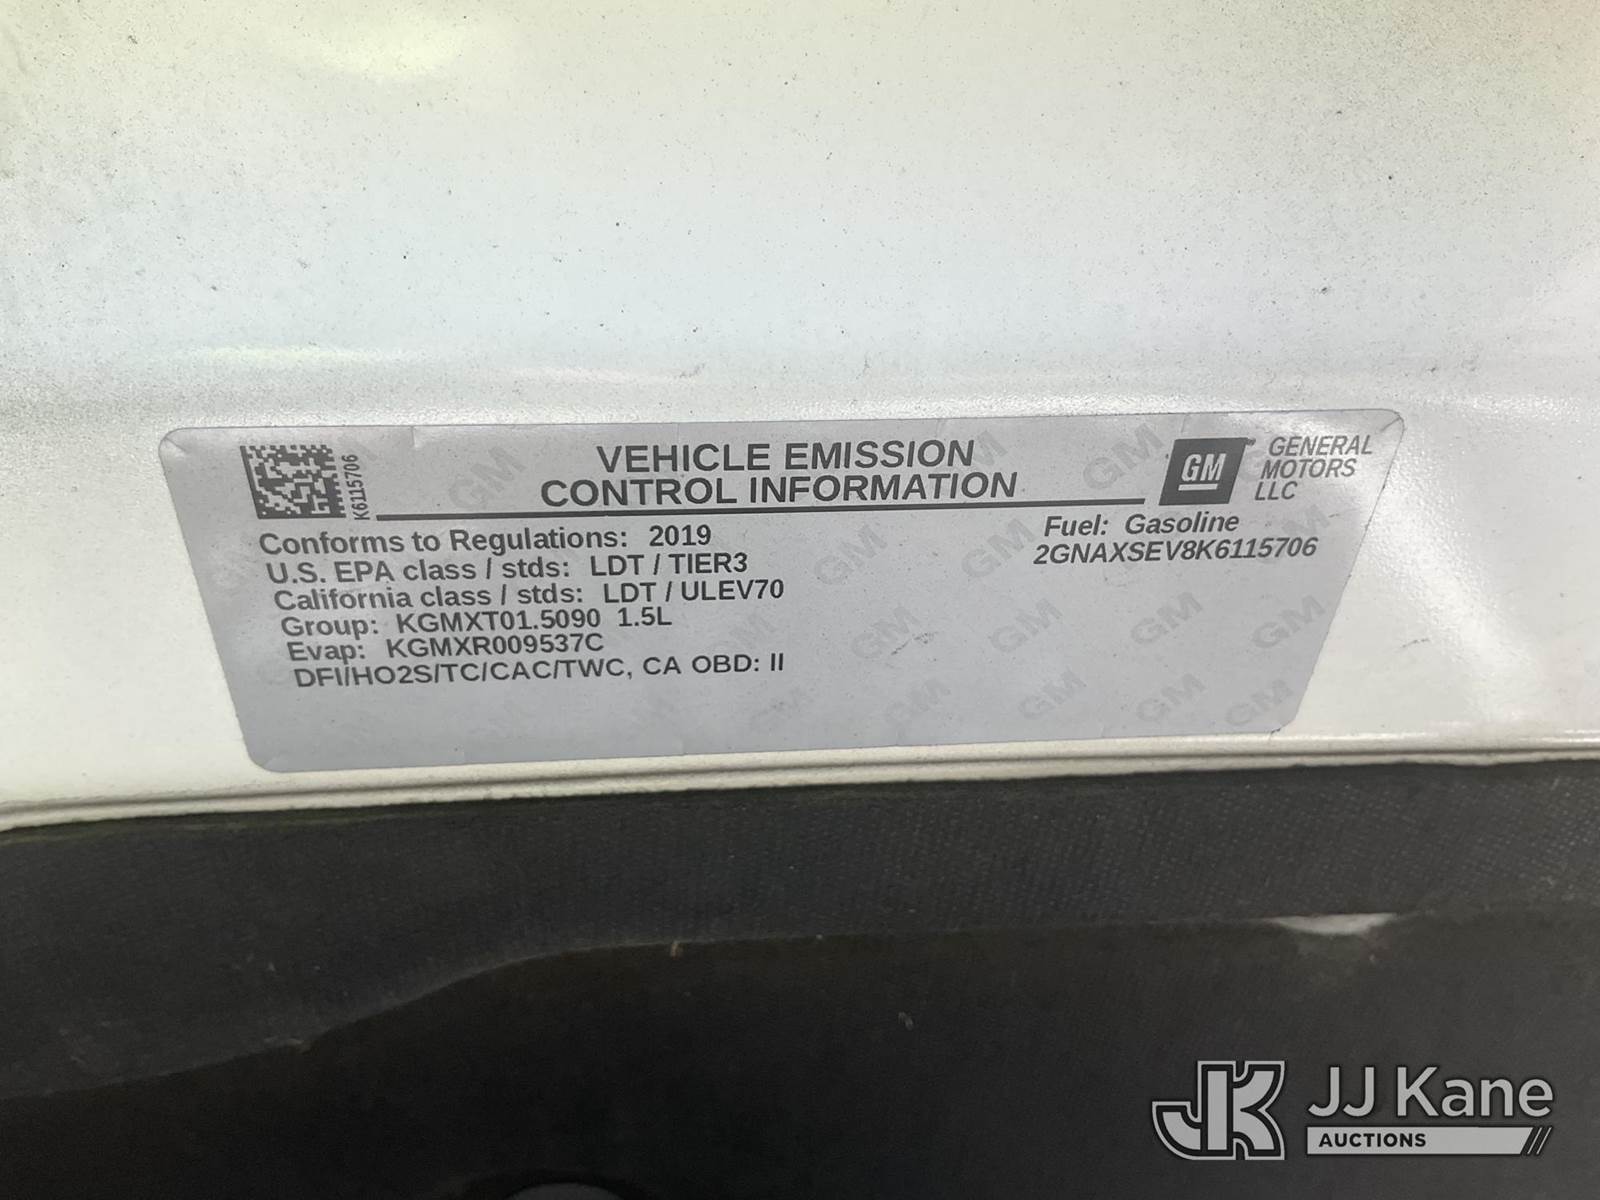 K6115706
VEHICLE EMISSION
CONTROL INFORMATION
GM
GENERAL
MOTORS
LLC
Conforms to Regulations: 2019
U.S. EPA class / stds: LDT / TIER3
California class / stds: LDT / ULEV70
Group: KGMXT01.5090 1.5L
Evap: KGMXR009537C
DFI/HO2S/TC/CAC/TWC, CA OBD: II
Fuel: Gasoline
2GNAXSEV8K6115706
JK JJ Kane
AUCTIONS